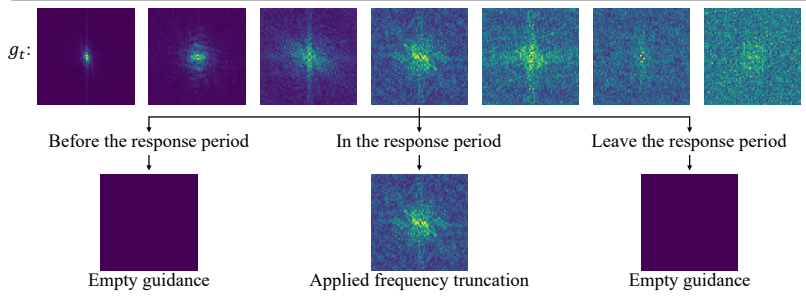 g_t:
Before the response period
In the response period
Leave the response period
Empty guidance
Applied frequency truncation
Empty guidance